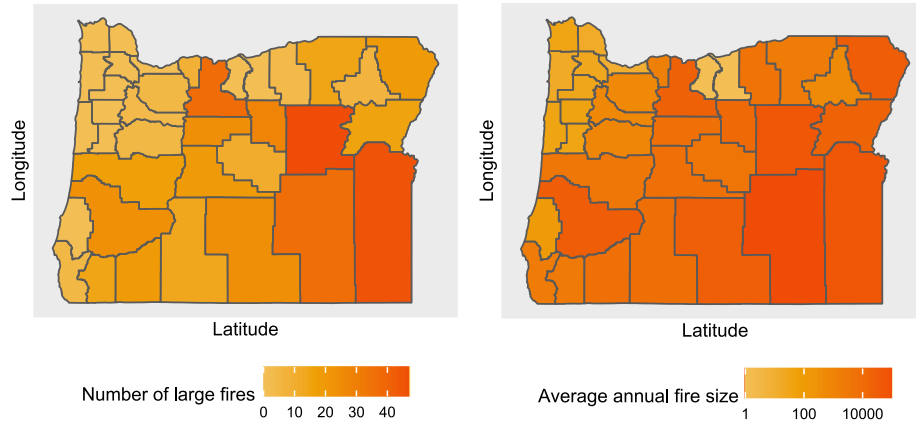 Longitude
Latitude
Number of large fires
0 10 20 30 40
Longitude
Latitude
Average annual fire size
1 100 10000